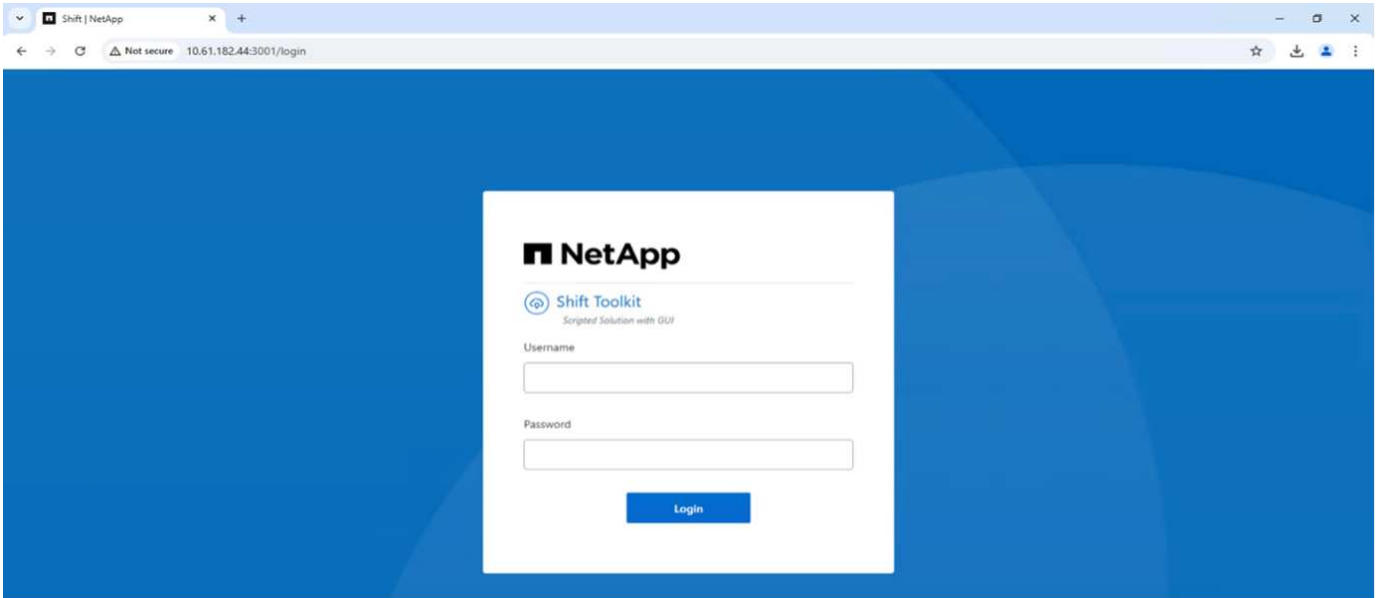 Shift | NetApp
Not secure 10.61.182.44:3001/login
NetApp
Shift Toolkit
Scripted Solution with GUI
Username
Password
Login